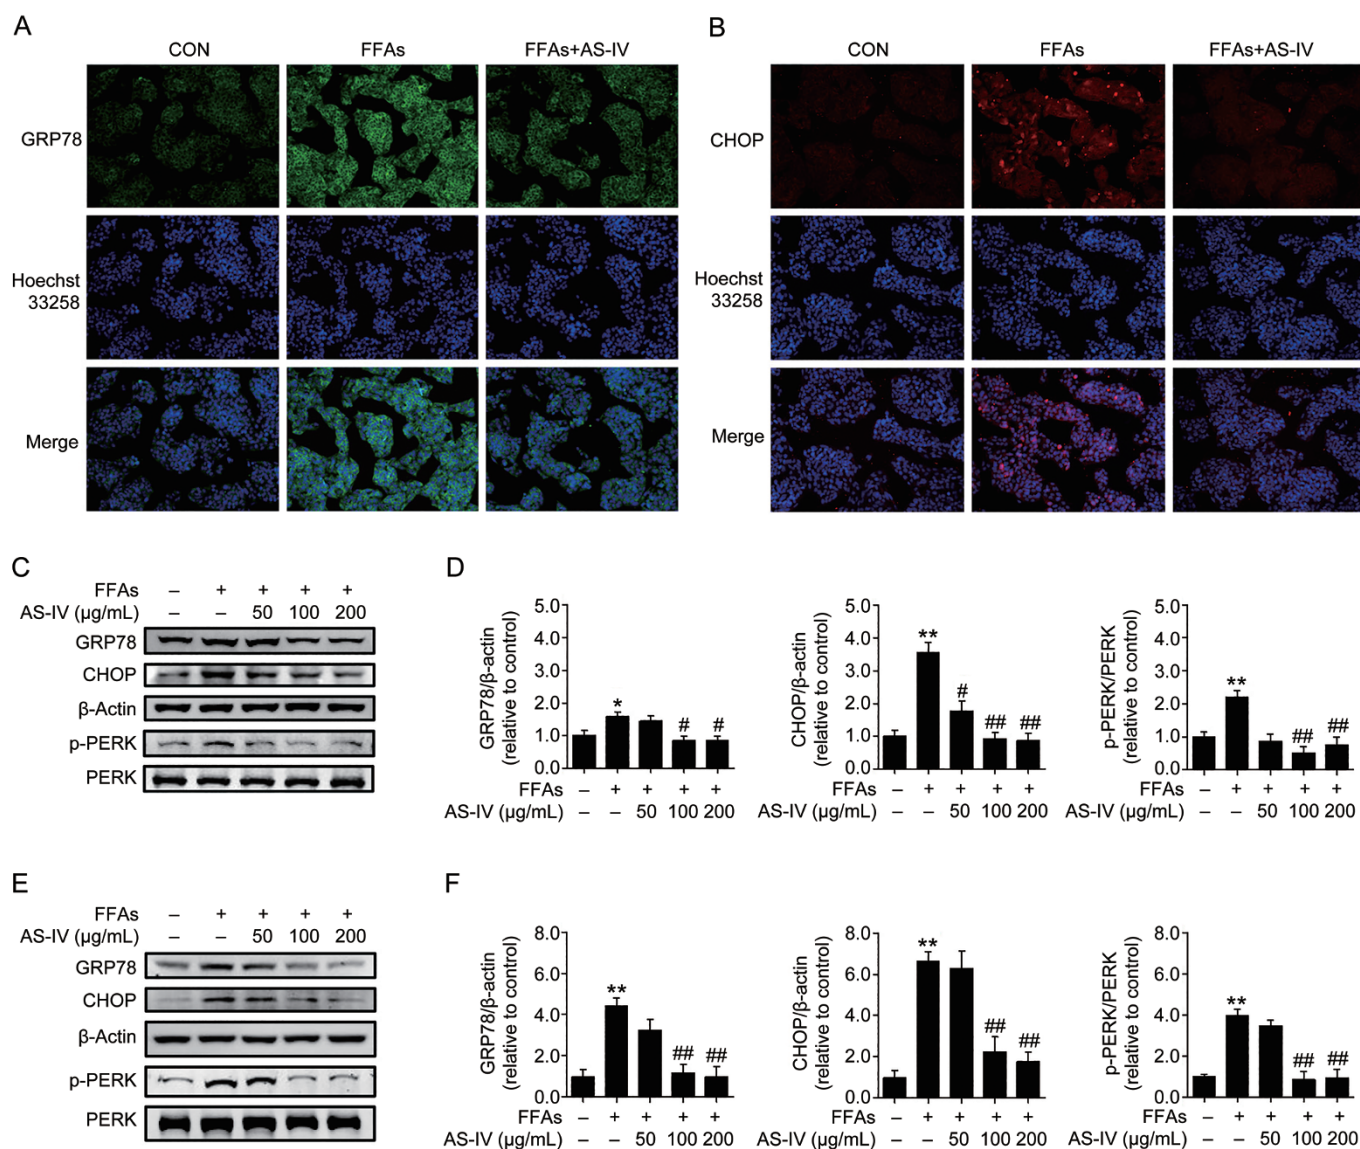 A
CON FFAs FFAs+AS-IV
GRP78
Hoechst
33258
Merge
B
CON FFAs FFAs+AS-IV
CHOP
Hoechst
33258
Merge
C
FFAs – + + + +
AS-IV (μg/mL) – – 50 100 200
GRP78
CHOP
β-Actin
p-PERK
PERK
D
GRP78/β-actin
(relative to control)
5.0
4.0
3.0
2.0
1.0
0.0
* # #
FFAs – + + + +
AS-IV (μg/mL) – – 50 100 200
CHOP/β-actin
(relative to control)
5.0
4.0
3.0
2.0
1.0
0.0
** # ## ##
FFAs – + + + +
AS-IV (μg/mL) – – 50 100 200
p-PERK/PERK
(relative to control)
5.0
4.0
3.0
2.0
1.0
0.0
** ## ##
FFAs – + + + +
AS-IV (μg/mL) – – 50 100 200
E
FFAs – + + + +
AS-IV (μg/mL) – – 50 100 200
GRP78
CHOP
β-Actin
p-PERK
PERK
F
GRP78/β-actin
(relative to control)
8.0
6.0
4.0
2.0
0.0
** ## ##
FFAs – + + + +
AS-IV (μg/mL) – – 50 100 200
CHOP/β-actin
(relative to control)
8.0
6.0
4.0
2.0
0.0
** ## ##
FFAs – + + + +
AS-IV (μg/mL) – – 50 100 200
p-PERK/PERK
(relative to control)
8.0
6.0
4.0
2.0
0.0
** ## ##
FFAs – + + + +
AS-IV (μg/mL) – – 50 100 200